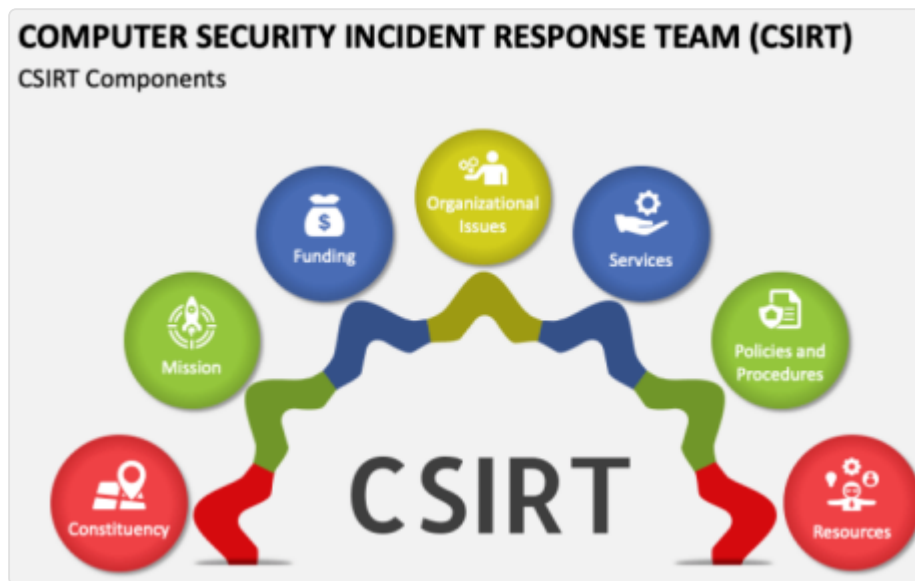 COMPUTER SECURITY INCIDENT RESPONSE TEAM (CSIRT)
CSIRT Components
Organizational
Issues
$
Funding
Services
Mission
Policies and
Procedures
CSIRT
Constituency
Resources